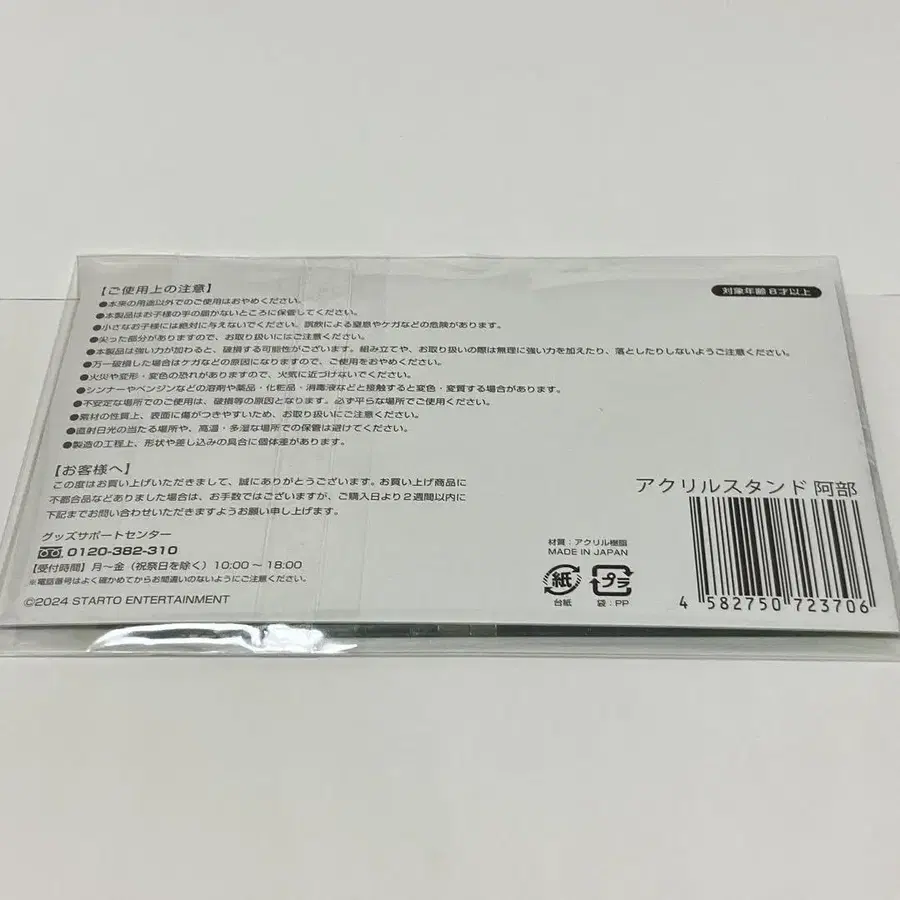 【ご使用上の注意】
対象年齢 8才以上
●本来の用途以外でのご使用はおやめください。
●本製品はお子様の手の届かないところに保管してください。
●小さなお子様には絶対に与えないでください。誤飲による窒息やケガなどの危険があります。
●尖った部分がありますので、お取り扱いにはご注意ください。
●本製品は強い力が加わると、破損する可能性がございます。組み立てや、お取り扱いの際は無理に強い力を加えたり、落としたりしないようご注意ください。
●万一破損した場合はケガなどの原因になりますので、ご使用をおやめください。
●火災や変形・変色の恐れがありますので、火気に近づけないでください。
●シンナーやベンジンなどの溶剤や薬品・化粧品・消毒液などと接触すると変色・変質する場合があります。
●不安定な場所でのご使用は、破損等の原因となります。必ず平らな場所でご使用ください。
●素材の性質上、表面に傷がつきやすいため、お取り扱いにご注意ください。
●直射日光の当たる場所や、高温・多湿な場所での保管は避けてください。
●製造の工程上、形状や差し込みの具合に個体差があります。
【お客様へ】
この度はお買い上げいただきまして、誠にありがとうございます。お買い上げ商品に
不都合品などありました場合は、お手数ではございますが、ご購入日より2週間以内に
下記までお問い合わせいただきますようお願い申し上げます。
グッズサポートセンター
0120-382-310
【受付時間】月〜金（祝祭日を除く）10:00〜18:00
※電話番号はよく確かめてからお間違いのないようにご注意ください。
©2024 STARTO ENTERTAINMENT
材質：アクリル樹脂
MADE IN JAPAN
紙
プラ
台紙
袋：PP
アクリルスタンド 阿部
4 582750 723706